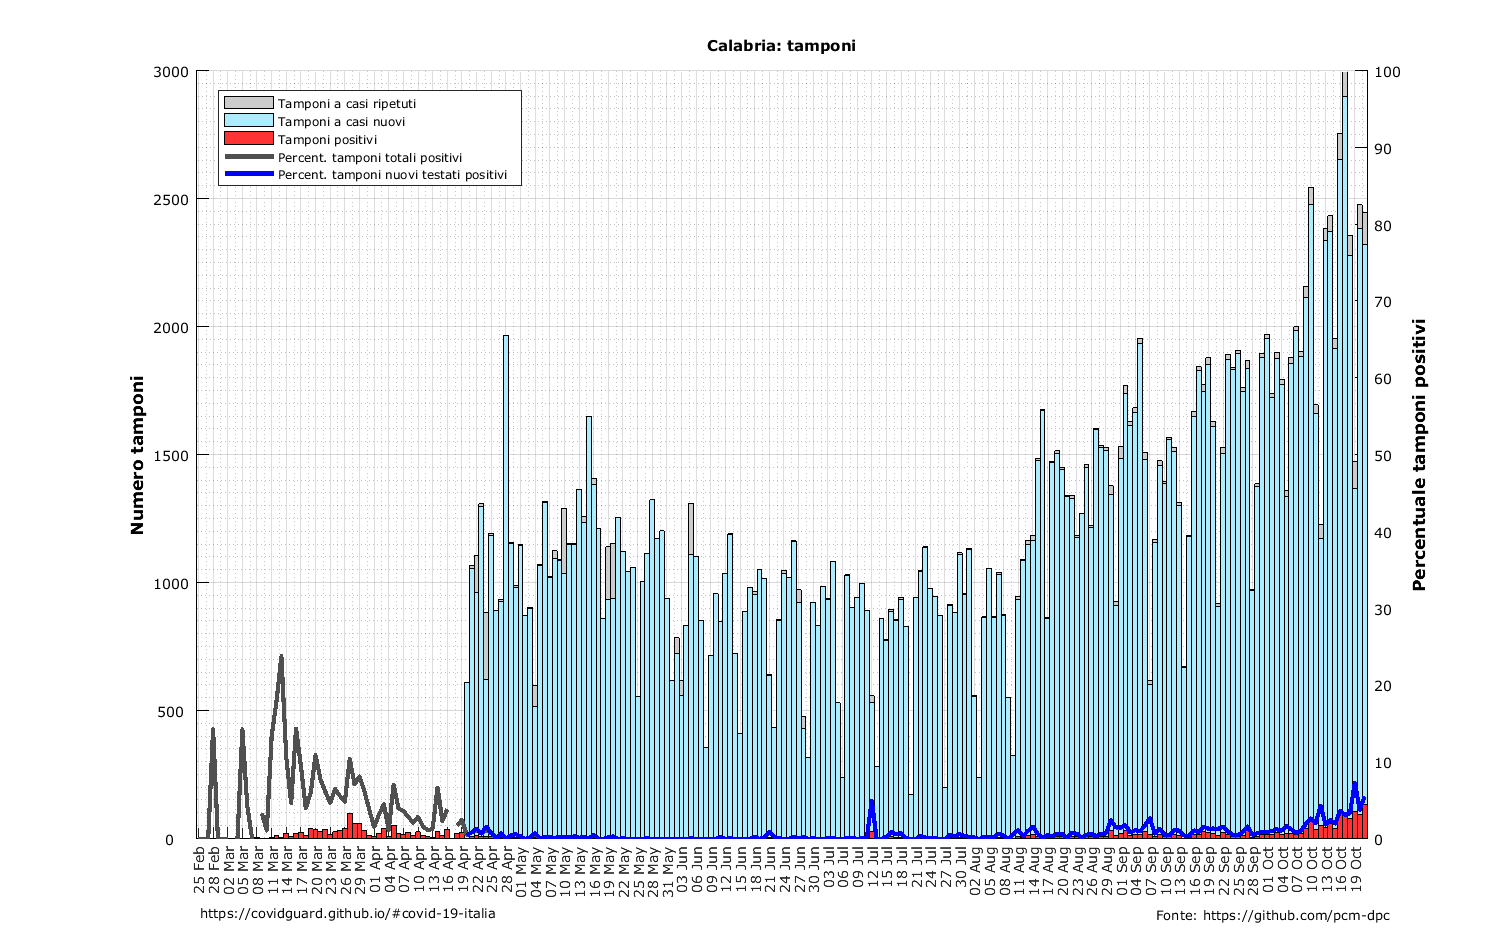 Calabria: tamponi
Tamponi a casi ripetuti
Tamponi a casi nuovi
Tamponi positivi
Percent. tamponi totali positivi
Percent. tamponi nuovi testati positivi
Numero tamponi
3000
2500
2000
1500
1000
500
0
Percentuale tamponi positivi
100
90
80
70
60
50
40
30
20
10
0
25 Feb
28 Feb
02 Mar
05 Mar
08 Mar
11 Mar
14 Mar
17 Mar
20 Mar
23 Mar
26 Mar
29 Mar
01 Apr
04 Apr
07 Apr
10 Apr
13 Apr
16 Apr
19 Apr
22 Apr
25 Apr
28 Apr
01 May
04 May
07 May
10 May
13 May
16 May
19 May
22 May
25 May
28 May
31 May
03 Jun
06 Jun
09 Jun
12 Jun
15 Jun
18 Jun
21 Jun
24 Jun
27 Jun
30 Jun
03 Jul
06 Jul
09 Jul
12 Jul
15 Jul
18 Jul
21 Jul
24 Jul
27 Jul
30 Jul
02 Aug
05 Aug
08 Aug
11 Aug
14 Aug
17 Aug
20 Aug
23 Aug
26 Aug
29 Aug
01 Sep
04 Sep
07 Sep
10 Sep
13 Sep
16 Sep
19 Sep
22 Sep
25 Sep
28 Sep
01 Oct
04 Oct
07 Oct
10 Oct
13 Oct
16 Oct
19 Oct
https://covidguard.github.io/#covid-19-italia
Fonte: https://github.com/pcm-dpc